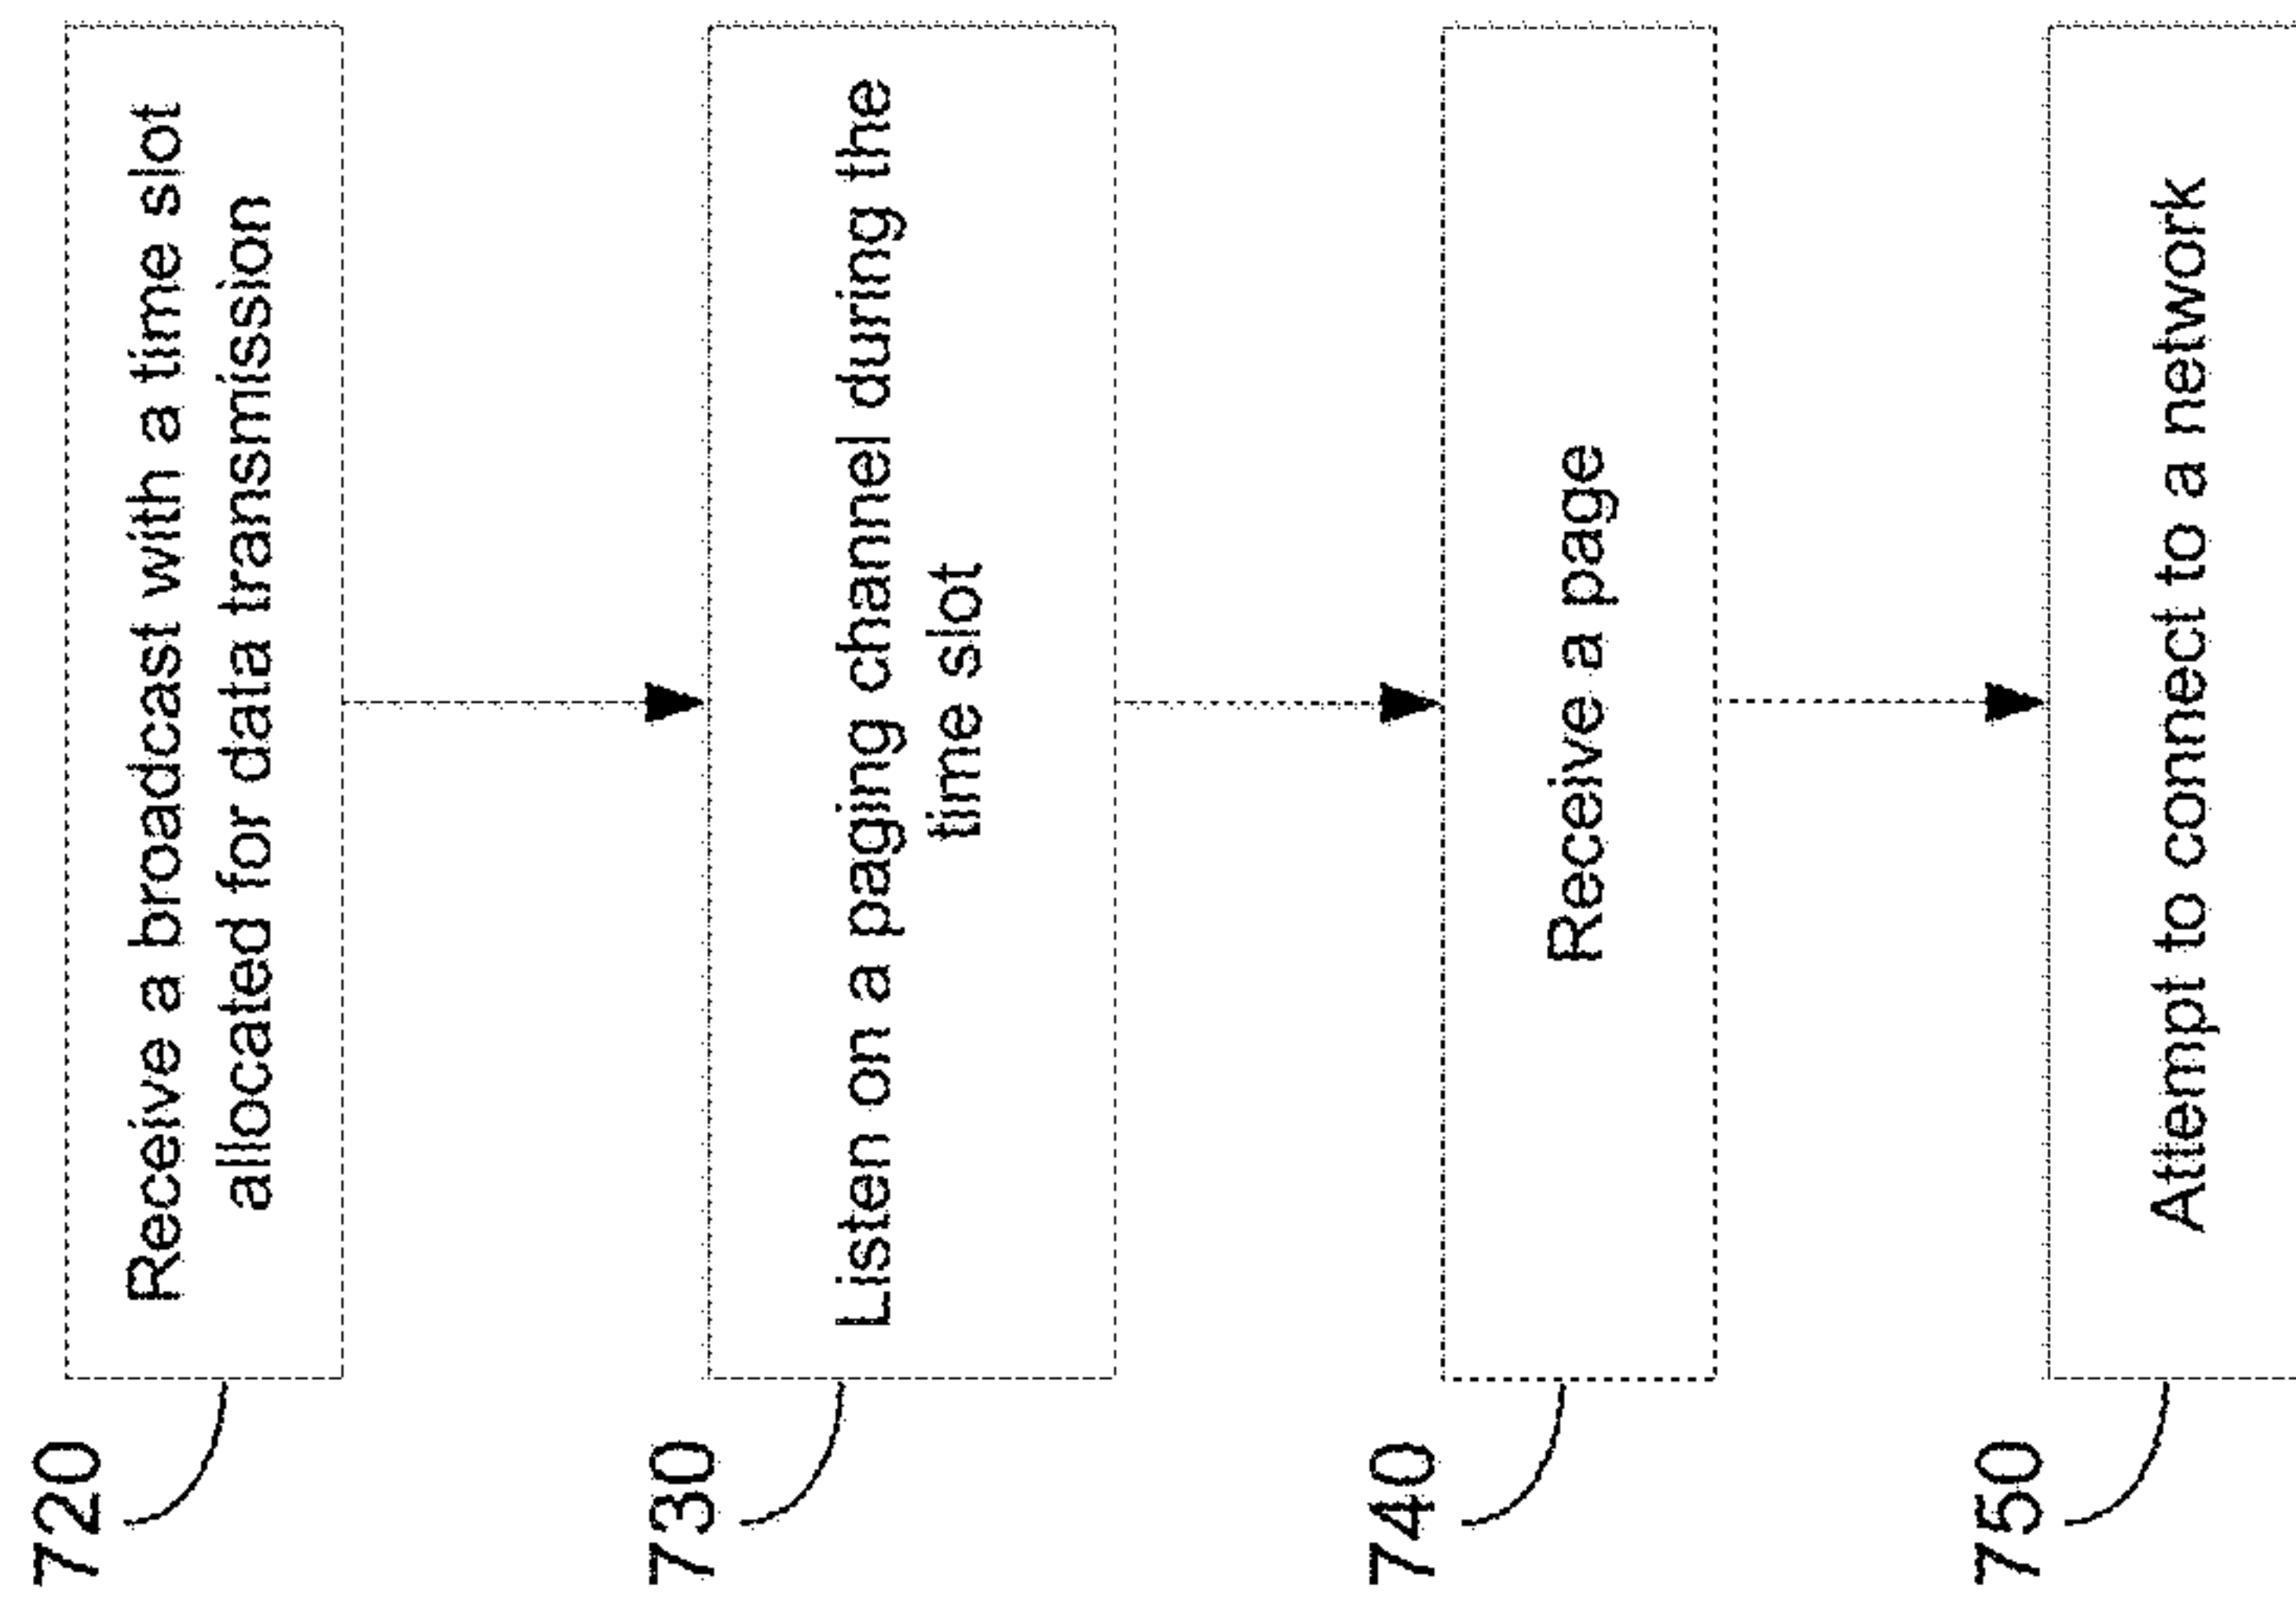 720
Receive a broadcast with a time slot
allocated for data transmission
730
Listen on a paging channel during the
time slot
740
Receive a page
750
Attempt to connect to a network